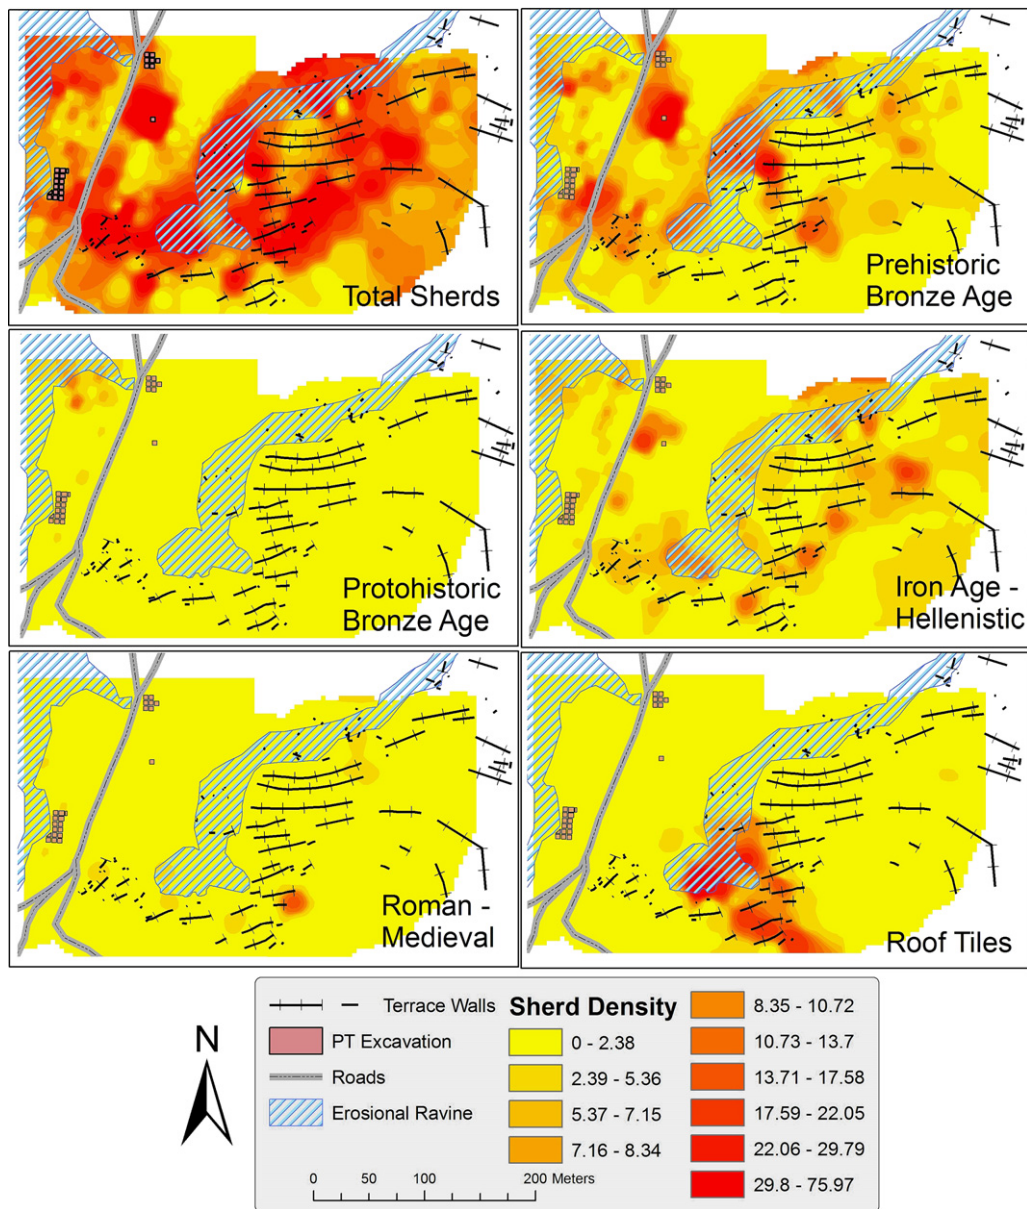 Total Sherds
Prehistoric
Bronze Age
Protohistoric
Bronze Age
Iron Age -
Hellenistic
Roman -
Medieval
Roof Tiles
N
Terrace Walls
PT Excavation
Roads
Erosional Ravine
0 50 100 200 Meters
Sherd Density
0 - 2.38
2.39 - 5.36
5.37 - 7.15
7.16 - 8.34
8.35 - 10.72
10.73 - 13.7
13.71 - 17.58
17.59 - 22.05
22.06 - 29.79
29.8 - 75.97